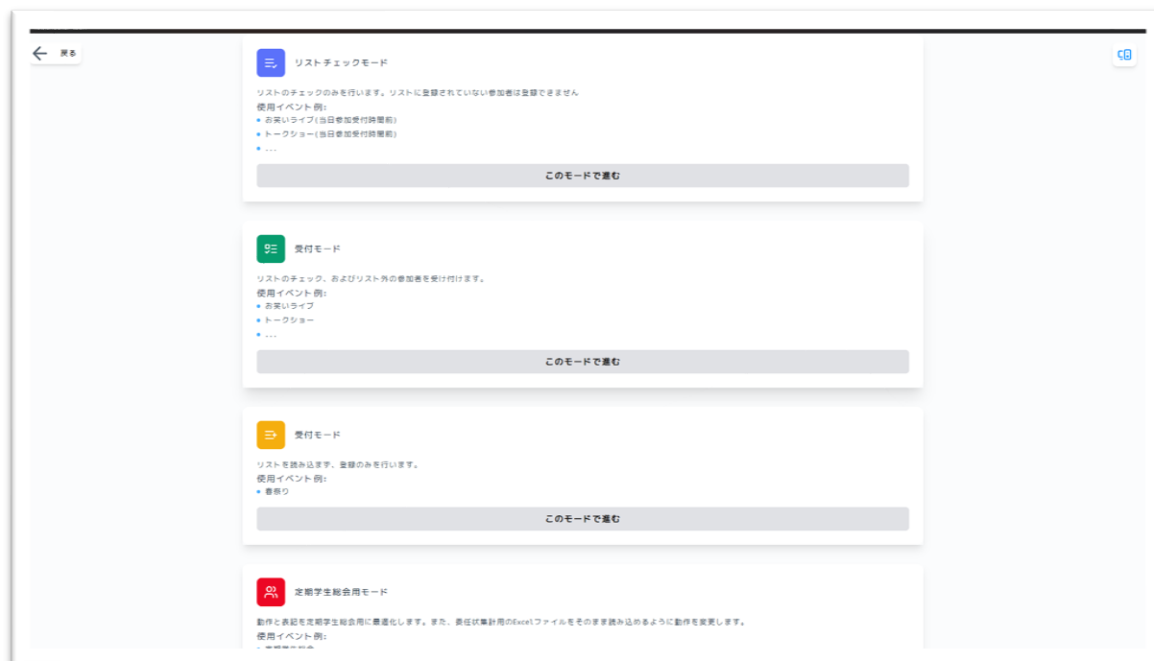 戻る
リストチェックモード
リストのチェックのみを行います。リストに登録されていない参加者は登録できません
使用イベント例:
お笑いライブ(当日参加受付時間前)
トークショー(当日参加受付時間前)
...
このモードで進む
受付モード
リストのチェック、およびリスト外の参加者を受け付けます。
使用イベント例:
お笑いライブ
トークショー
...
このモードで進む
受付モード
リストを読み込まず、登録のみを行います。
使用イベント例:
春祭り
このモードで進む
定期学生総会用モード
動作と表記を定期学生総会用に最適化します。また、委任状集計用のExcelファイルをそのまま読み込めるように動作を変更します。
使用イベント例: